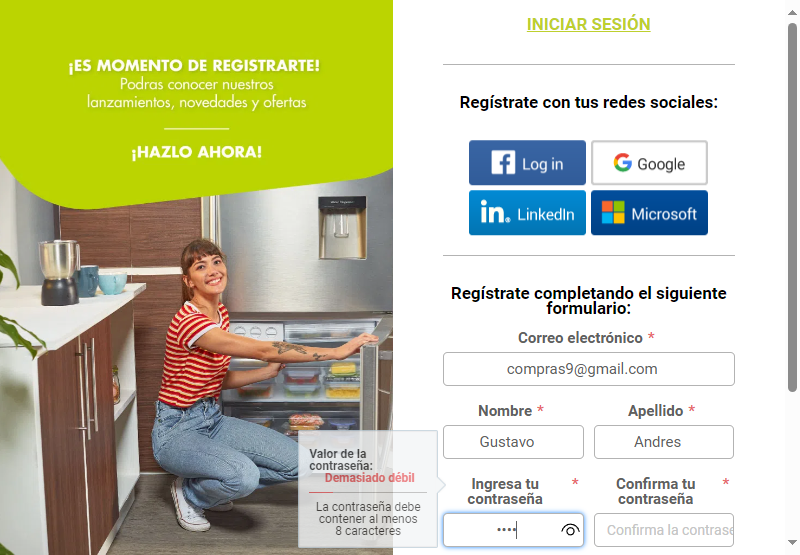 ¡ES MOMENTO DE REGISTRARTE!
Podras conocer nuestros
lanzamientos, novedades y ofertas
¡HAZLO AHORA!
INICIAR SESIÓN
Regístrate con tus redes sociales:
Log in
Google
LinkedIn
Microsoft
Regístrate completando el siguiente
formulario:
Correo electrónico *
compras9@gmail.com
Nombre *
Apellido *
Gustavo
Andres
Valor de la
contraseña:
Demasiado débil
La contraseña debe
contener al menos
8 caracteres
Ingresa tu *
contraseña
Confirma tu *
contraseña
••••
Confirma la contrase